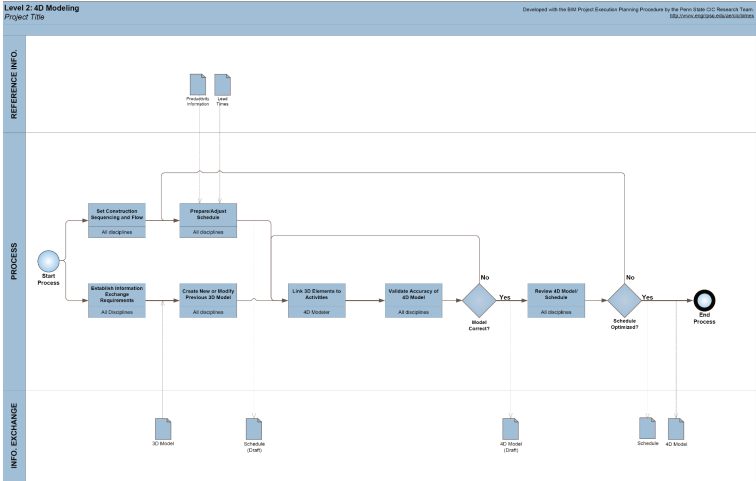 Level 2: 4D Modeling
Project Title
Developed with the BIM Project Execution Planning Procedure by the Penn State CIC Research Team.
REFERENCE INFO.
Productivity
Information
Lead
Times
PROCESS
Start
Process
Set Construction
Sequencing and Flow
All disciplines
Prepare/Adjust
Schedule
All disciplines
Establish Information
Exchange
Requirements
All Disciplines
Create New or Modify
Previous 3D Model
All disciplines
Link 3D Elements to
Activities
4D Modeler
Validate Accuracy of
4D Model
All disciplines
No
Yes
Model
Correct?
Review 4D Model/
Schedule
All disciplines
No
Yes
Schedule
Optimized?
End
Process
INFO. EXCHANGE
3D Model
Schedule
(Draft)
4D Model
(Draft)
Schedule
4D Model